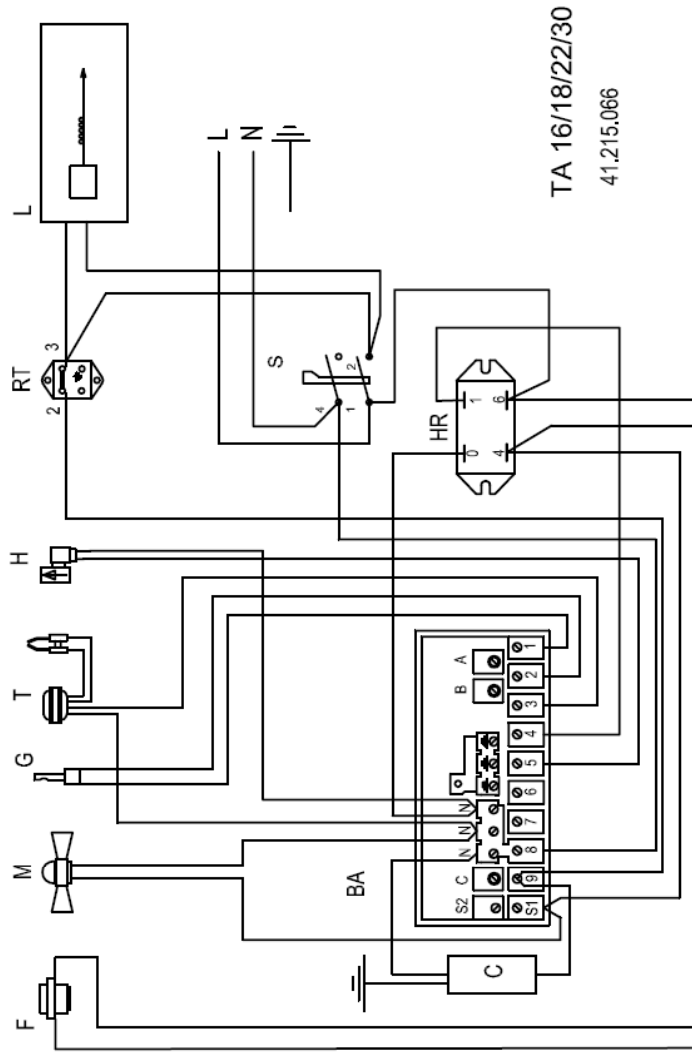 F M G T H RT L
2 3
L
N
S
4
1 2
BA
HR
S2 C N N N B A
0 1
4 6
C
S1 9 8 7 6 5 4 3 2 1
TA 16/18/22/30
41.215.066